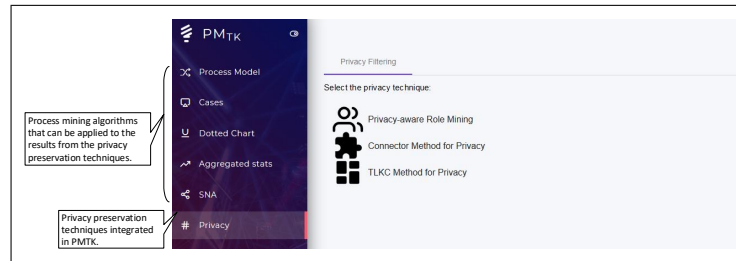 PMTK
Process Model
Cases
Dotted Chart
Aggregated stats
SNA
# Privacy
Process mining algorithms
that can be applied to the
results from the privacy
preservation techniques.
Privacy preservation
techniques integrated
in PMTK.
Privacy Filtering
Select the privacy technique:
Privacy-aware Role Mining
Connector Method for Privacy
TLKC Method for Privacy